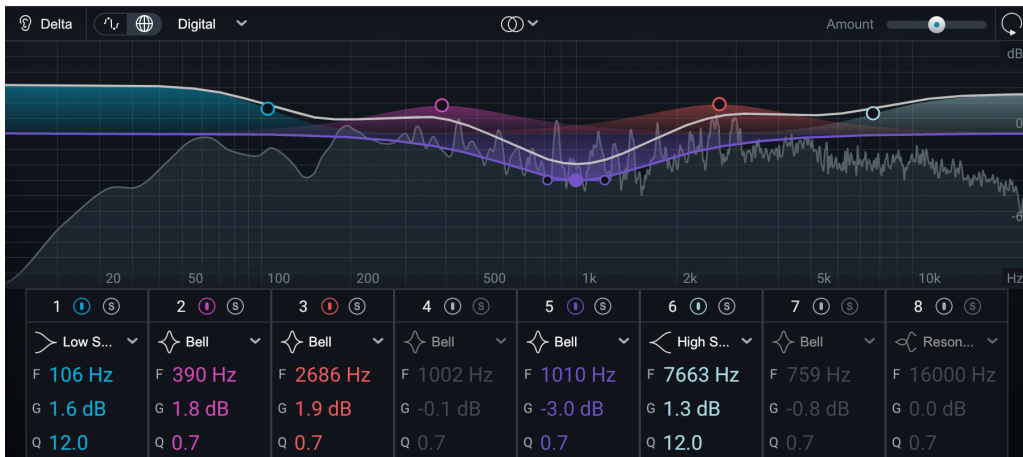 Delta Digital Amount
dB
0
-6
20 50 100 200 500 1k 2k 5k 10k Hz
1 S 2 S 3 S 4 S 5 S 6 S 7 S 8 S
Low S... Bell Bell Bell Bell High S... Bell Reson...
F 106 Hz F 390 Hz F 2686 Hz F 1002 Hz F 1010 Hz F 7663 Hz F 759 Hz F 16000 Hz
G 1.6 dB G 1.8 dB G 1.9 dB G -0.1 dB G -3.0 dB G 1.3 dB G -0.8 dB G 0.0 dB
Q 12.0 Q 0.7 Q 0.7 Q 0.7 Q 0.7 Q 12.0 Q 0.7 Q 0.7